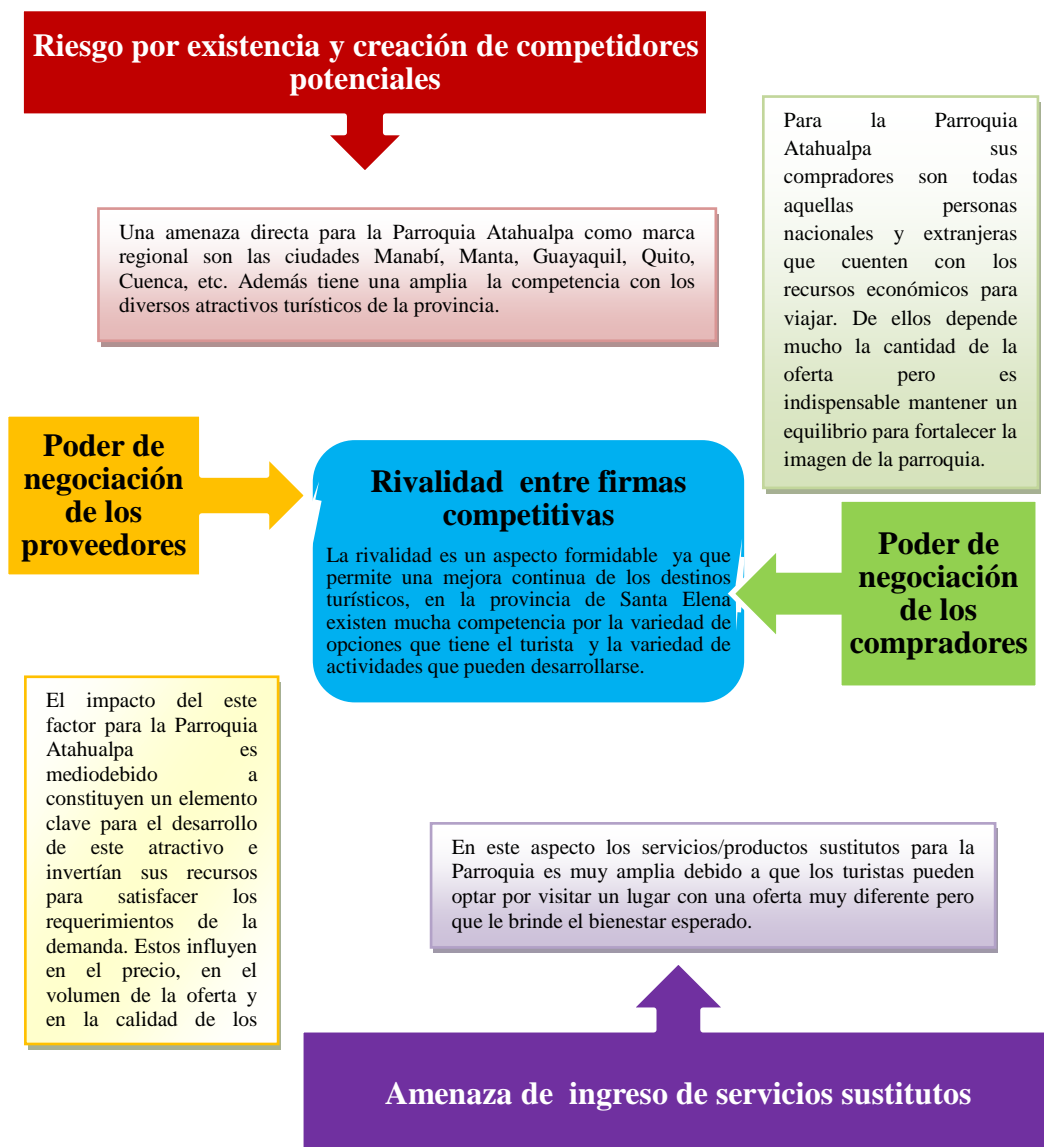 Riesgo por existencia y creación de competidores
potenciales
Una amenaza directa para la Parroquia Atahualpa como marca
regional son las ciudades Manabí, Manta, Guayaquil, Quito,
Cuenca, etc. Además tiene una amplia la competencia con los
diversos atractivos turísticos de la provincia.
Para la Parroquia
Atahualpa sus
compradores son todas
aquellas personas
nacionales y extranjeras
que cuenten con los
recursos económicos para
viajar. De ellos depende
mucho la cantidad de la
oferta pero es
indispensable mantener un
equilibrio para fortalecer la
imagen de la parroquia.
Poder de
negociación
de los
proveedores
Rivalidad entre firmas
competitivas
La rivalidad es un aspecto formidable ya que
permite una mejora continua de los destinos
turísticos, en la provincia de Santa Elena
existen mucha competencia por la variedad de
opciones que tiene el turista y la variedad de
actividades que pueden desarrollarse.
Poder de
negociación
de los
compradores
El impacto del este
factor para la Parroquia
Atahualpa es
mediodebido a
constituyen un elemento
clave para el desarrollo
de este atractivo e
invertían sus recursos
para satisfacer los
requerimientos de la
demanda. Estos influyen
en el precio, en el
volumen de la oferta y
en la calidad de los
En este aspecto los servicios/productos sustitutos para la
Parroquia es muy amplia debido a que los turistas pueden
optar por visitar un lugar con una oferta muy diferente pero
que le brinde el bienestar esperado.
Amenaza de ingreso de servicios sustitutos